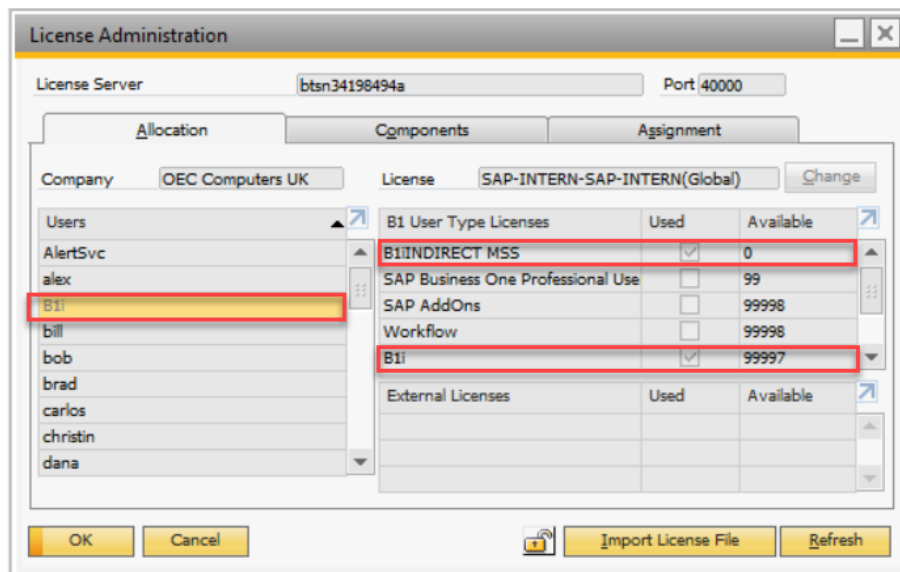 License Administration
License Server btsn34198494a Port 40000
Allocation Components Assignment
Company OEC Computers UK License SAP-INTERN-SAP-INTERN(Global) Change
Users B1 User Type Licenses Used Available
AlertSvc B1iINDIRECT MSS 0
alex SAP Business One Professional Use 99
B1i SAP AddOns 99998
bill Workflow 99998
bob B1i 99997
brad External Licenses Used Available
carlos
christin
dana
OK Cancel Import License File Refresh